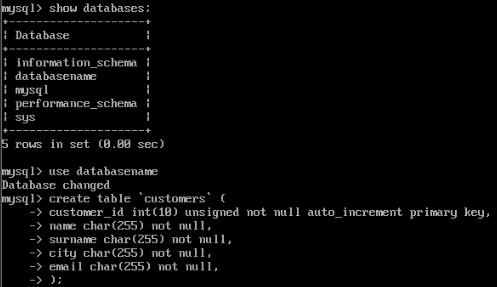 mysql> show databases;
+--------------------+
| Database           |
+--------------------+
| information_schema |
| databasename       |
| mysql              |
| performance_schema |
| sys                |
+--------------------+
5 rows in set (0.00 sec)

mysql> use databasename
Database changed
mysql> create table `customers` (
    -> customer_id int(10) unsigned not null auto_increment primary key,
    -> name char(255) not null,
    -> surname char(255) not null,
    -> city char(255) not null,
    -> email char(255) not null,
    -> );